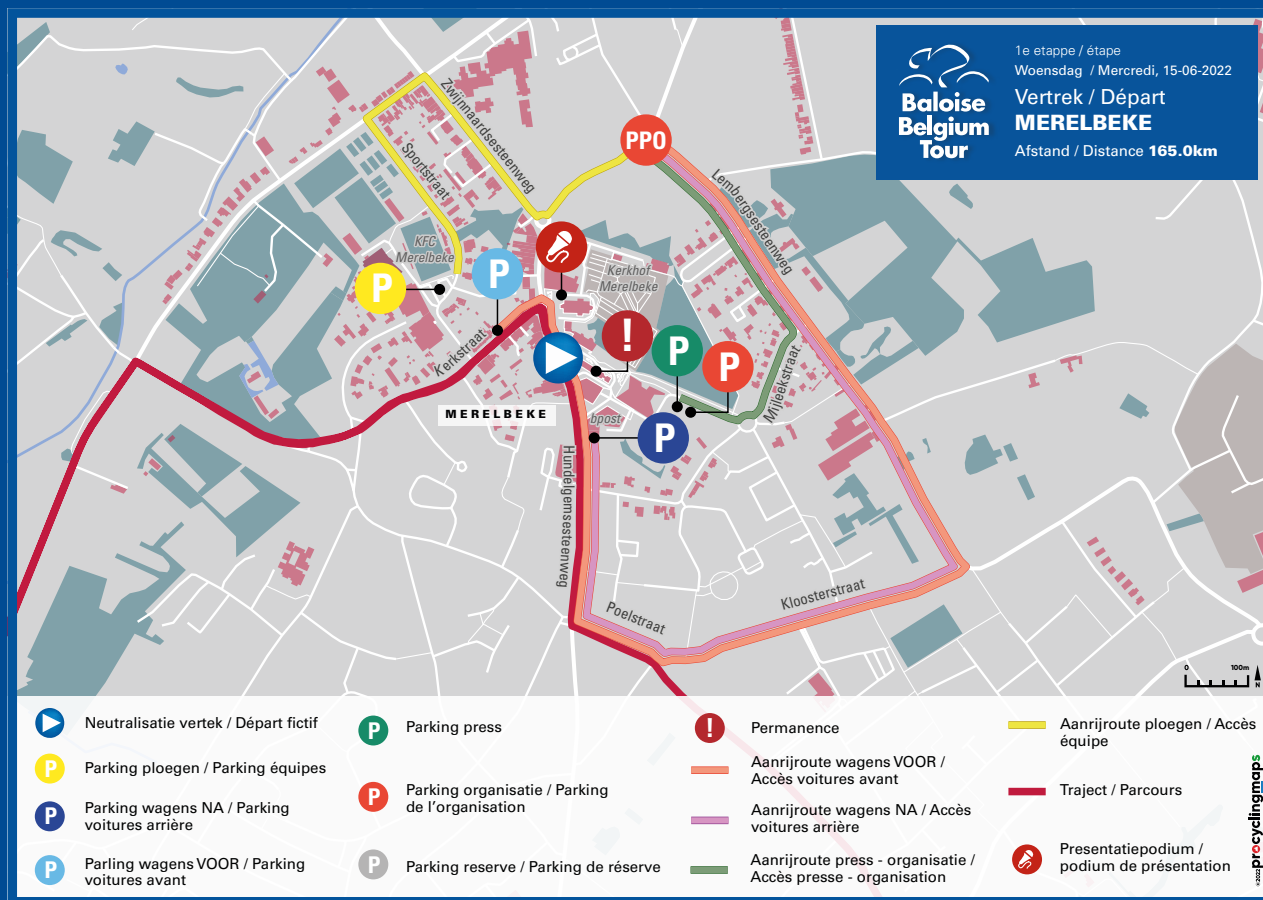 Baloise
Belgium
Tour
1e etappe / étape
Woensdag / Mercredi, 15-06-2022
Vertrek / Départ
MERELBEKE
Afstand / Distance 165.0km
Zwijnaardsesteenweg
Sportstraat
PPO
Lembergsesteenweg
KFC
Merelbeke
P
P
Kerkhof
Merelbeke
!
P
P
Kerkstraat
Mijleekstraat
MERELBEKE
bpost
P
Hundelgemsesteenweg
Poelstraat
Kloosterstraat
0 100m
N
P
Neutralisatie vertek / Départ fictif
P
Parking ploegen / Parking équipes
P
Parking wagens NA / Parking
voitures arrière
P
Parling wagens VOOR / Parking
voitures avant
P
Parking press
P
Parking organisatie / Parking
de l'organisation
Parking reserve / Parking de réserve
!
Permanence
Aanrijroute wagens VOOR /
Accès voitures avant
Aanrijroute wagens NA / Accès
voitures arrière
Aanrijroute press - organisatie /
Accès presse - organisation
Aanrijroute ploegen / Accès
équipe
Traject / Parcours
Presentatiepodium /
podium de présentation
©2022 procyclingmaps